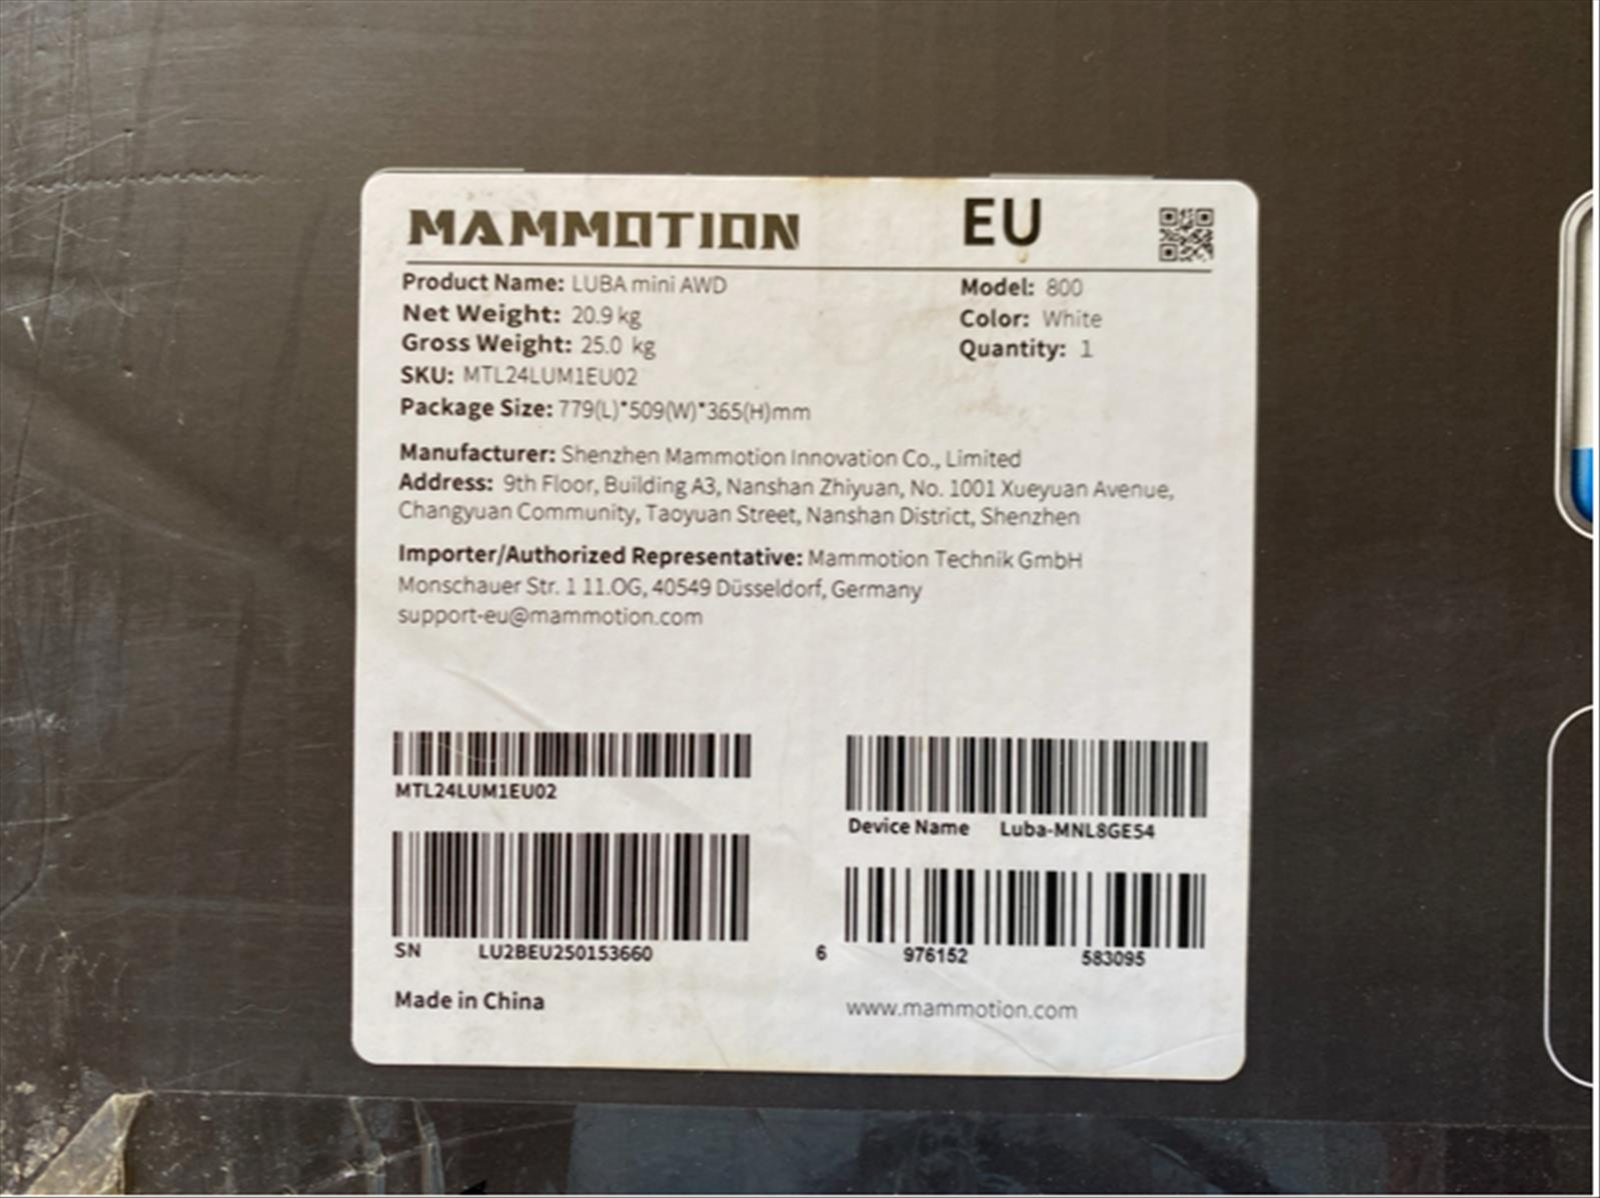 MAMMOTION EU
Product Name: LUBA mini AWD
Model: 800
Net Weight: 20.9 kg
Color: White
Gross Weight: 25.0 kg
Quantity: 1
SKU: MTL24LUM1EU02
Package Size: 779(L)*509(W)*365(H)mm
Manufacturer: Shenzhen Mammotion Innovation Co., Limited
Address: 9th Floor, Building A3, Nanshan Zhiyuan, No. 1001 Xueyuan Avenue,
Changyuan Community, Taoyuan Street, Nanshan District, Shenzhen
Importer/Authorized Representative: Mammotion Technik GmbH
Monschauer Str. 1 11.OG, 40549 Düsseldorf, Germany
support-eu@mammotion.com
MTL24LUM1EU02
Device Name Luba-MNL8GE54
SN LU2BEU250153660
6 976152 583095
Made in China
www.mammotion.com